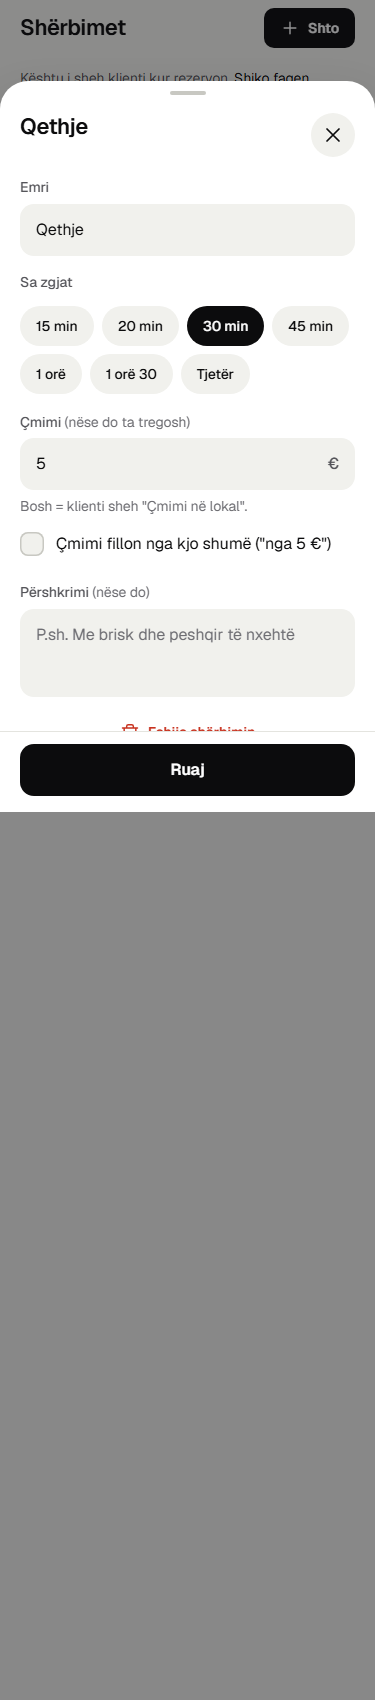 Shërbimet
Shto
Kështu i sheh klienti kur rezervon. Shiko faqen
Qethje
Emri
Qethje
Sa zgjat
15 min
20 min
30 min
45 min
1 orë
1 orë 30
Tjetër
Çmimi (nëse do ta tregosh)
5 €
Bosh = klienti sheh "Çmimi në lokal".
Çmimi fillon nga kjo shumë ("nga 5 €")
Përshkrimi (nëse do)
P.sh. Me brisk dhe peshqir të nxehtë
shërbimin
Ruaj